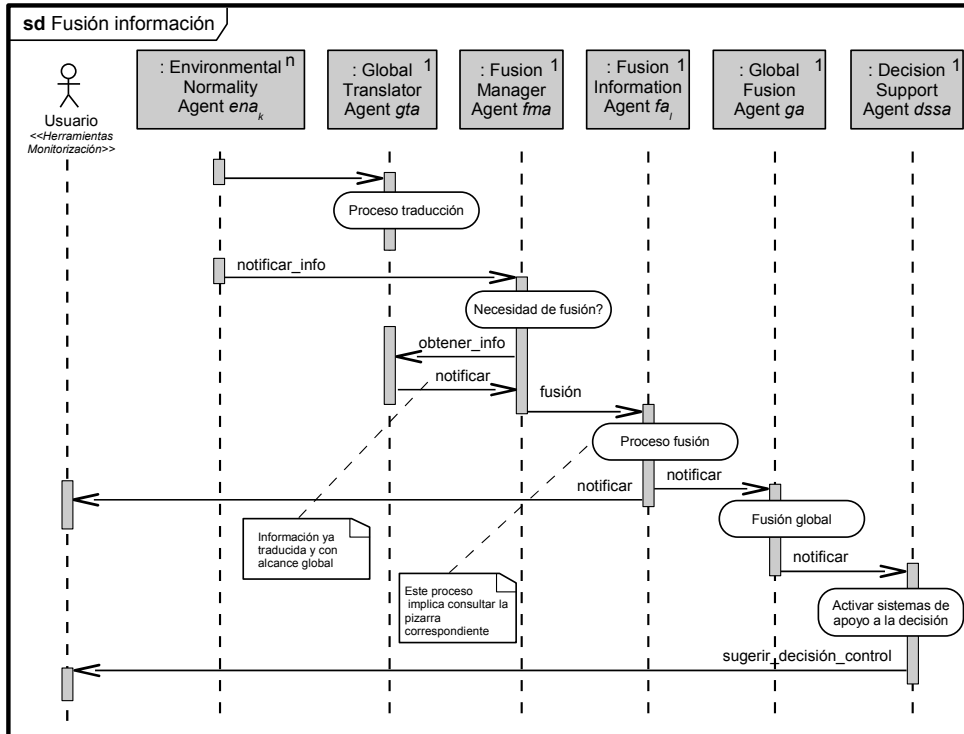 sd Fusión información
: Environmental n
Normality
Agent ena k
: Global 1
Translator
Agent gta
: Fusion 1
Manager
Agent fma
: Fusion 1
Information
Agent fa l
: Global 1
Fusion
Agent ga
: Decision 1
Support
Agent dssa
Usuario
<<Herramientas
Monitorización>>
Proceso traducción
notificar_info
Necesidad de fusión?
obtener_info
notificar
fusión
Proceso fusión
notificar
notificar
Fusión global
Información ya
traducida y con
alcance global
notificar
Este proceso
implica consultar la
pizarra
correspondiente
Activar sistemas de
apoyo a la decisión
sugerir_decisión_control